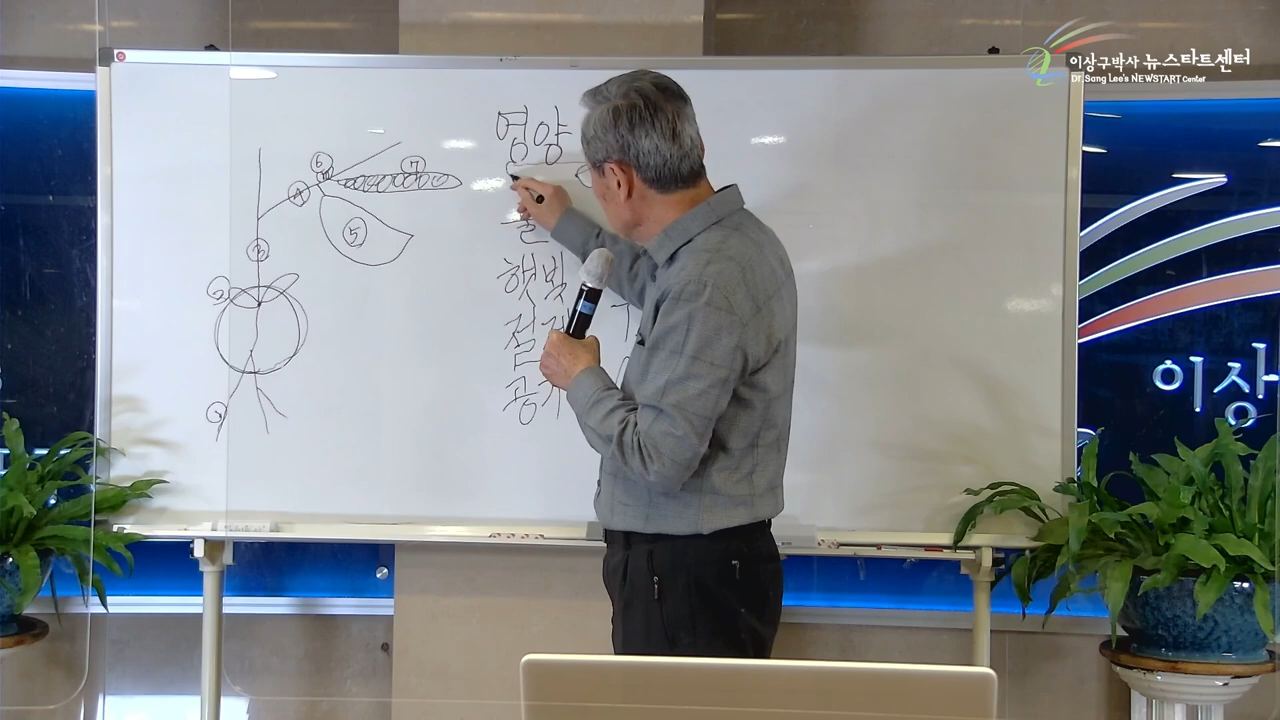 이상구박사 뉴스타트센터
Dr. Sang Lee's NEWSTART Center
영양
물
햇빛
절제
공기
⑥
⑦
④
⑤
③
②
①
이상